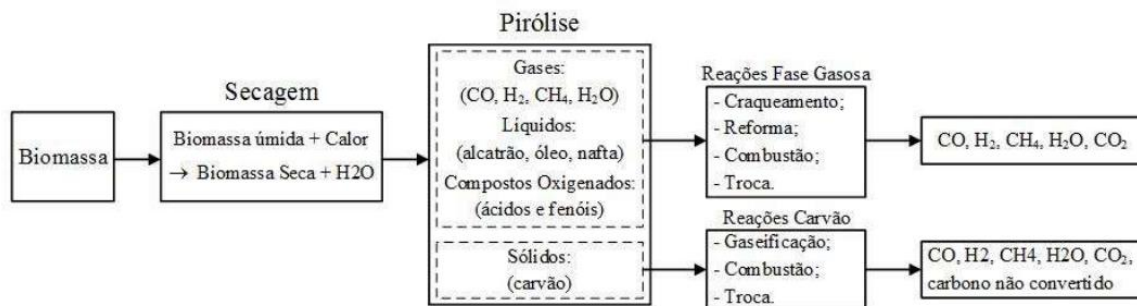 Biomassa
Secagem
Biomassa úmida + Calor
→ Biomassa Seca + H2O
Pirólise
Gases:
(CO, H₂, CH₄, H₂O)
Líquidos:
(alcatrão, óleo, nafta)
Compostos Oxigenados:
(ácidos e fenóis)
Sólidos:
(carvão)
Reações Fase Gasosa
- Craqueamento;
- Reforma;
- Combustão;
- Troca.
CO, H₂, CH₄, H₂O, CO₂
Reações Carvão
- Gaseificação;
- Combustão;
- Troca.
CO, H2, CH4, H2O, CO₂,
carbono não convertido